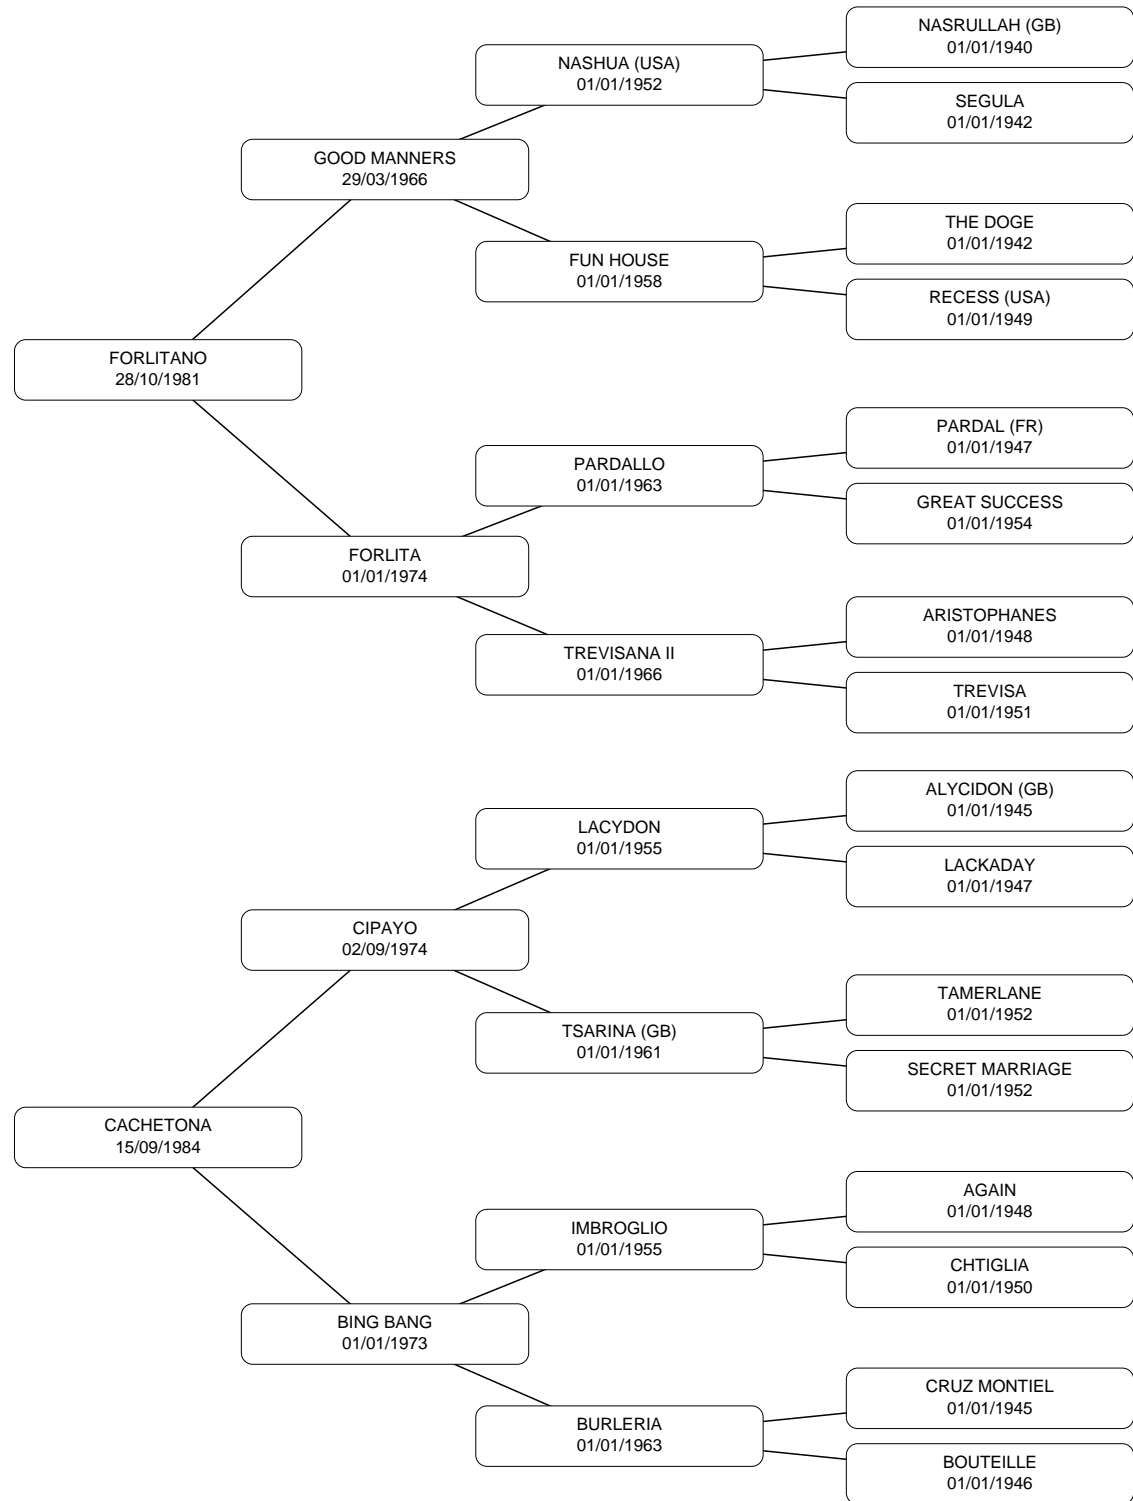 NASRULLAH (GB)
01/01/1940
NASHUA (USA)
01/01/1952
SEGULA
01/01/1942
GOOD MANNERS
29/03/1966
THE DOGE
01/01/1942
FUN HOUSE
01/01/1958
RECESS (USA)
01/01/1949
FORLITANO
28/10/1981
PARDAL (FR)
01/01/1947
PARDALLO
01/01/1963
GREAT SUCCESS
01/01/1954
FORLITA
01/01/1974
ARISTOPHANES
01/01/1948
TREVISANA II
01/01/1966
TREVISA
01/01/1951
ALYCIDON (GB)
01/01/1945
LACYDON
01/01/1955
LACKADAY
01/01/1947
CIPAYO
02/09/1974
TAMERLANE
01/01/1952
TSARINA (GB)
01/01/1961
SECRET MARRIAGE
01/01/1952
CACHETONA
15/09/1984
AGAIN
01/01/1948
IMBROGLIO
01/01/1955
CHTIGLIA
01/01/1950
BING BANG
01/01/1973
CRUZ MONTIEL
01/01/1945
BURLERIA
01/01/1963
BOUTEILLE
01/01/1946